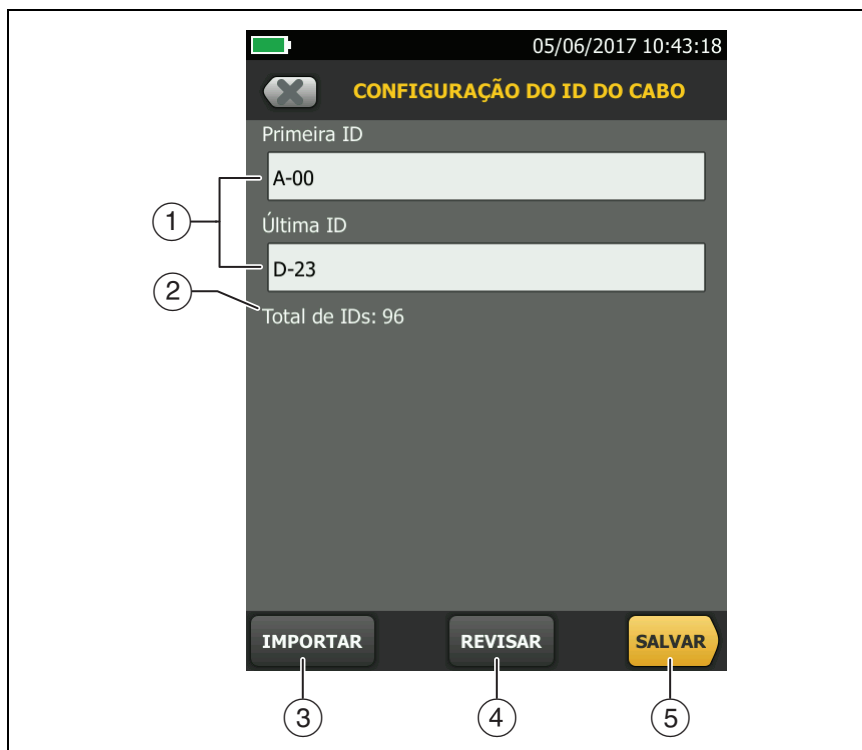 05/06/2017 10:43:18
CONFIGURAÇÃO DO ID DO CABO
Primeira ID
A-00
1
Última ID
D-23
2
Total de IDs: 96
IMPORTAR REVISAR SALVAR
3 4 5